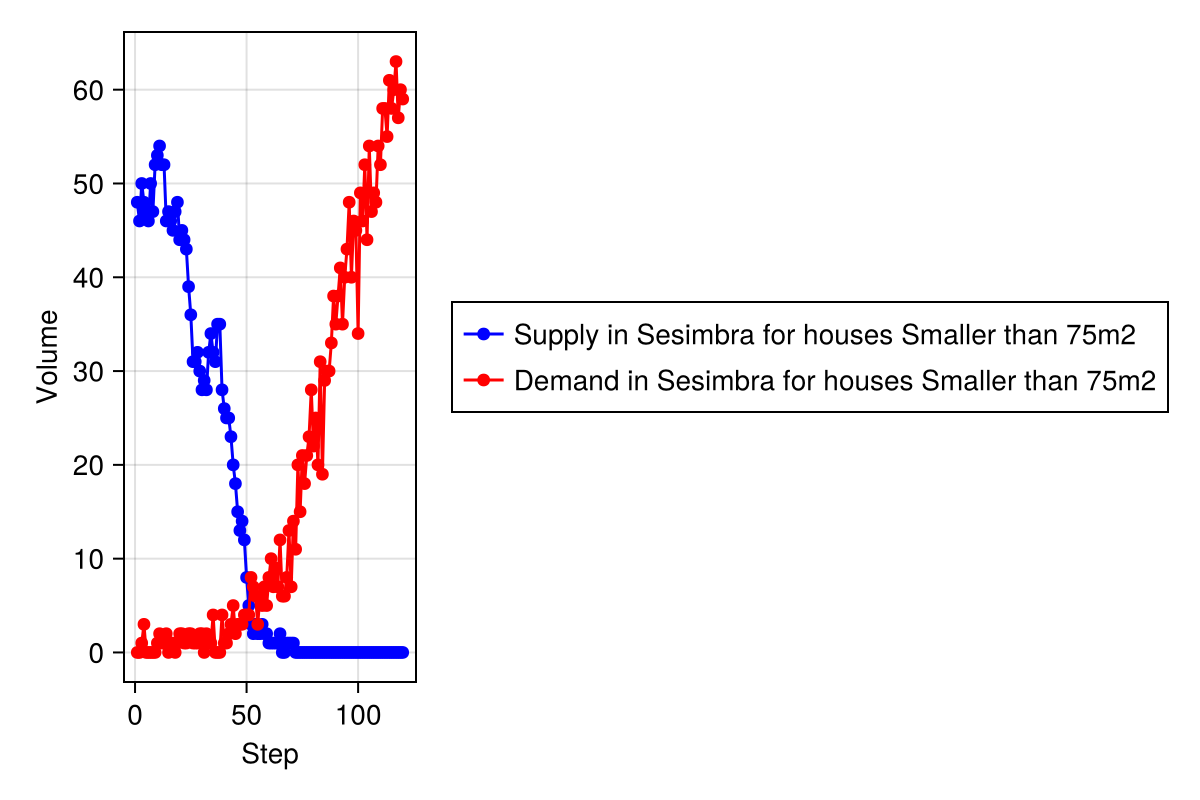 Volume
60
50
40
30
20
10
0
0 50 100
Step
Supply in Sesimbra for houses Smaller than 75m2
Demand in Sesimbra for houses Smaller than 75m2